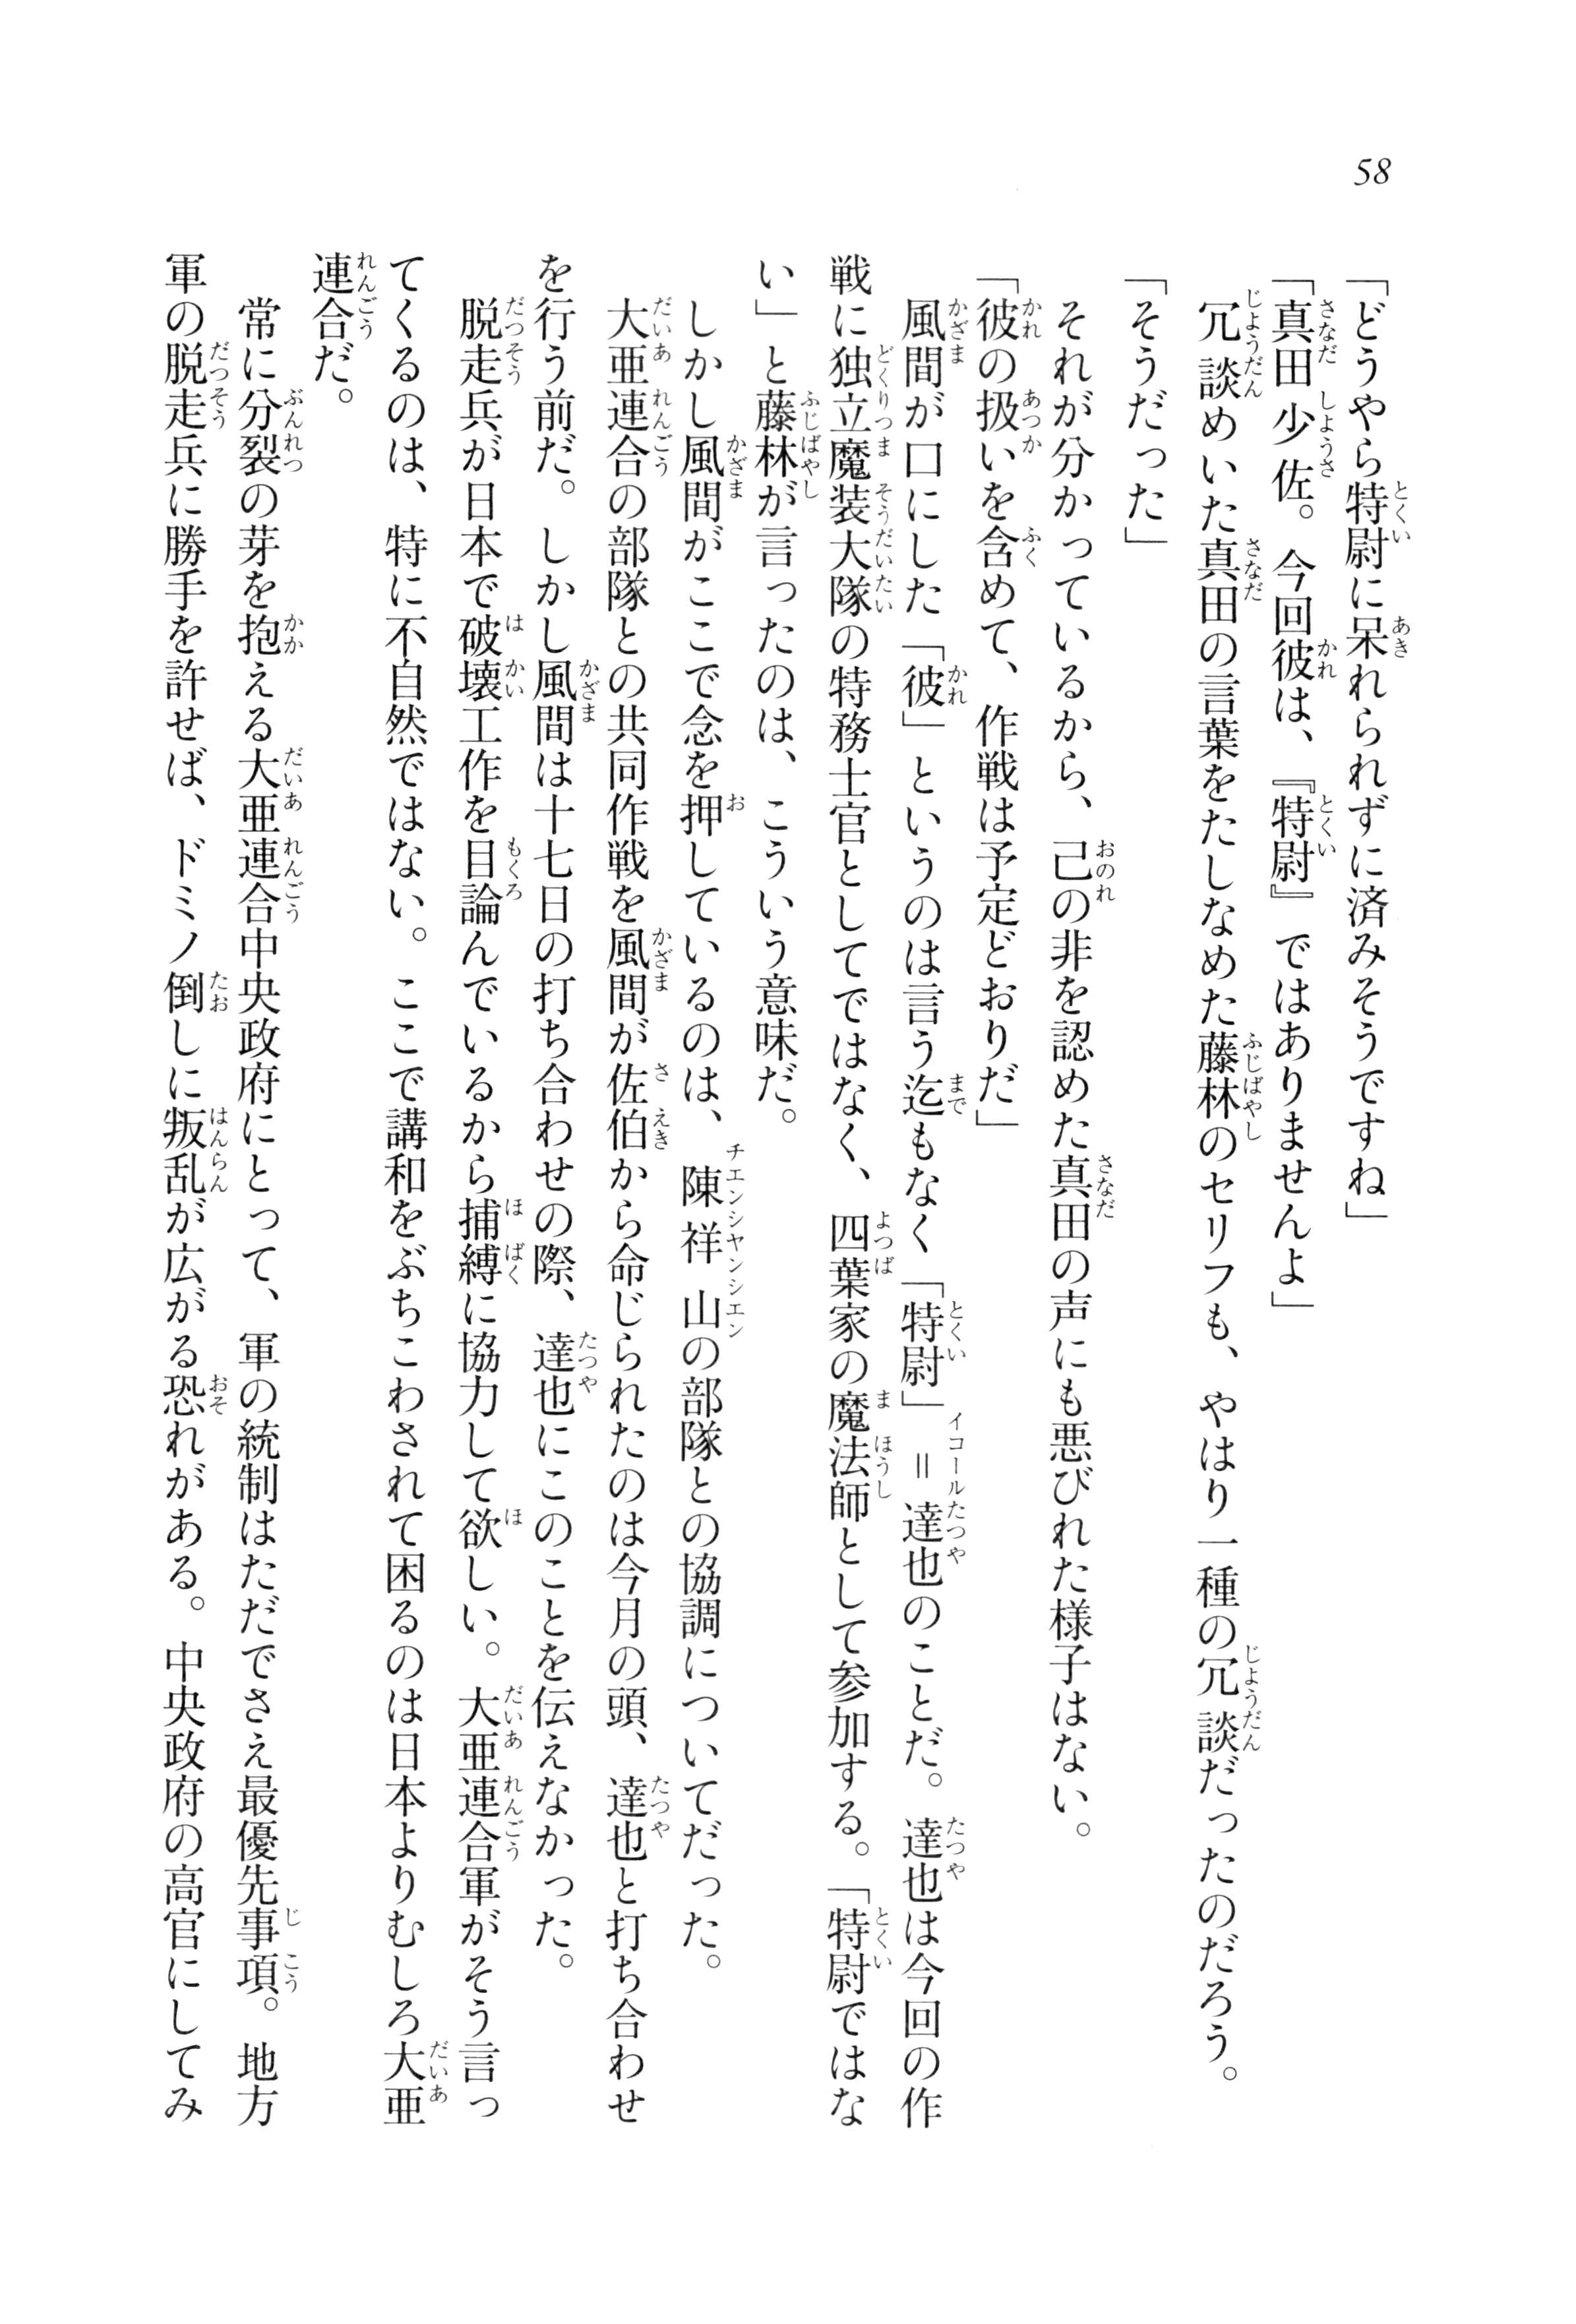 58
「どうやら特尉に呆れられずに済みそうですね」
「真田少佐。今回彼は、『特尉』ではありませんよ」
　冗談めいた真田の言葉をたしなめた藤林のセリフも、やはり一種の冗談だったのだろう。
「そうだった」
　それが分かっているから、己の非を認めた真田の声にも悪びれた様子はない。
「彼の扱いを含めて、作戦は予定どおりだ」
　風間が口にした「彼」というのは言う迄もなく「特尉」＝達也のことだ。達也は今回の作
戦に独立魔装大隊の特務士官としてではなく、四葉家の魔法師として参加する。「特尉ではな
い」と藤林が言ったのは、こういう意味だ。
　しかし風間がここで念を押しているのは、陳祥山の部隊との協調についてだった。
　大亜連合の部隊との共同作戦を風間が佐伯から命じられたのは今月の頭、達也と打ち合わせ
を行う前だ。しかし風間は十七日の打ち合わせの際、達也にこのことを伝えなかった。
　脱走兵が日本で破壊工作を目論んでいるから捕縛に協力して欲しい。大亜連合軍がそう言っ
てくるのは、特に不自然ではない。ここで講和をぶちこわされて困るのは日本よりむしろ大亜
連合だ。
　常に分裂の芽を抱える大亜連合中央政府にとって、軍の統制はただでさえ最優先事項。地方
軍の脱走兵に勝手を許せば、ドミノ倒しに叛乱が広がる恐れがある。中央政府の高官にしてみ